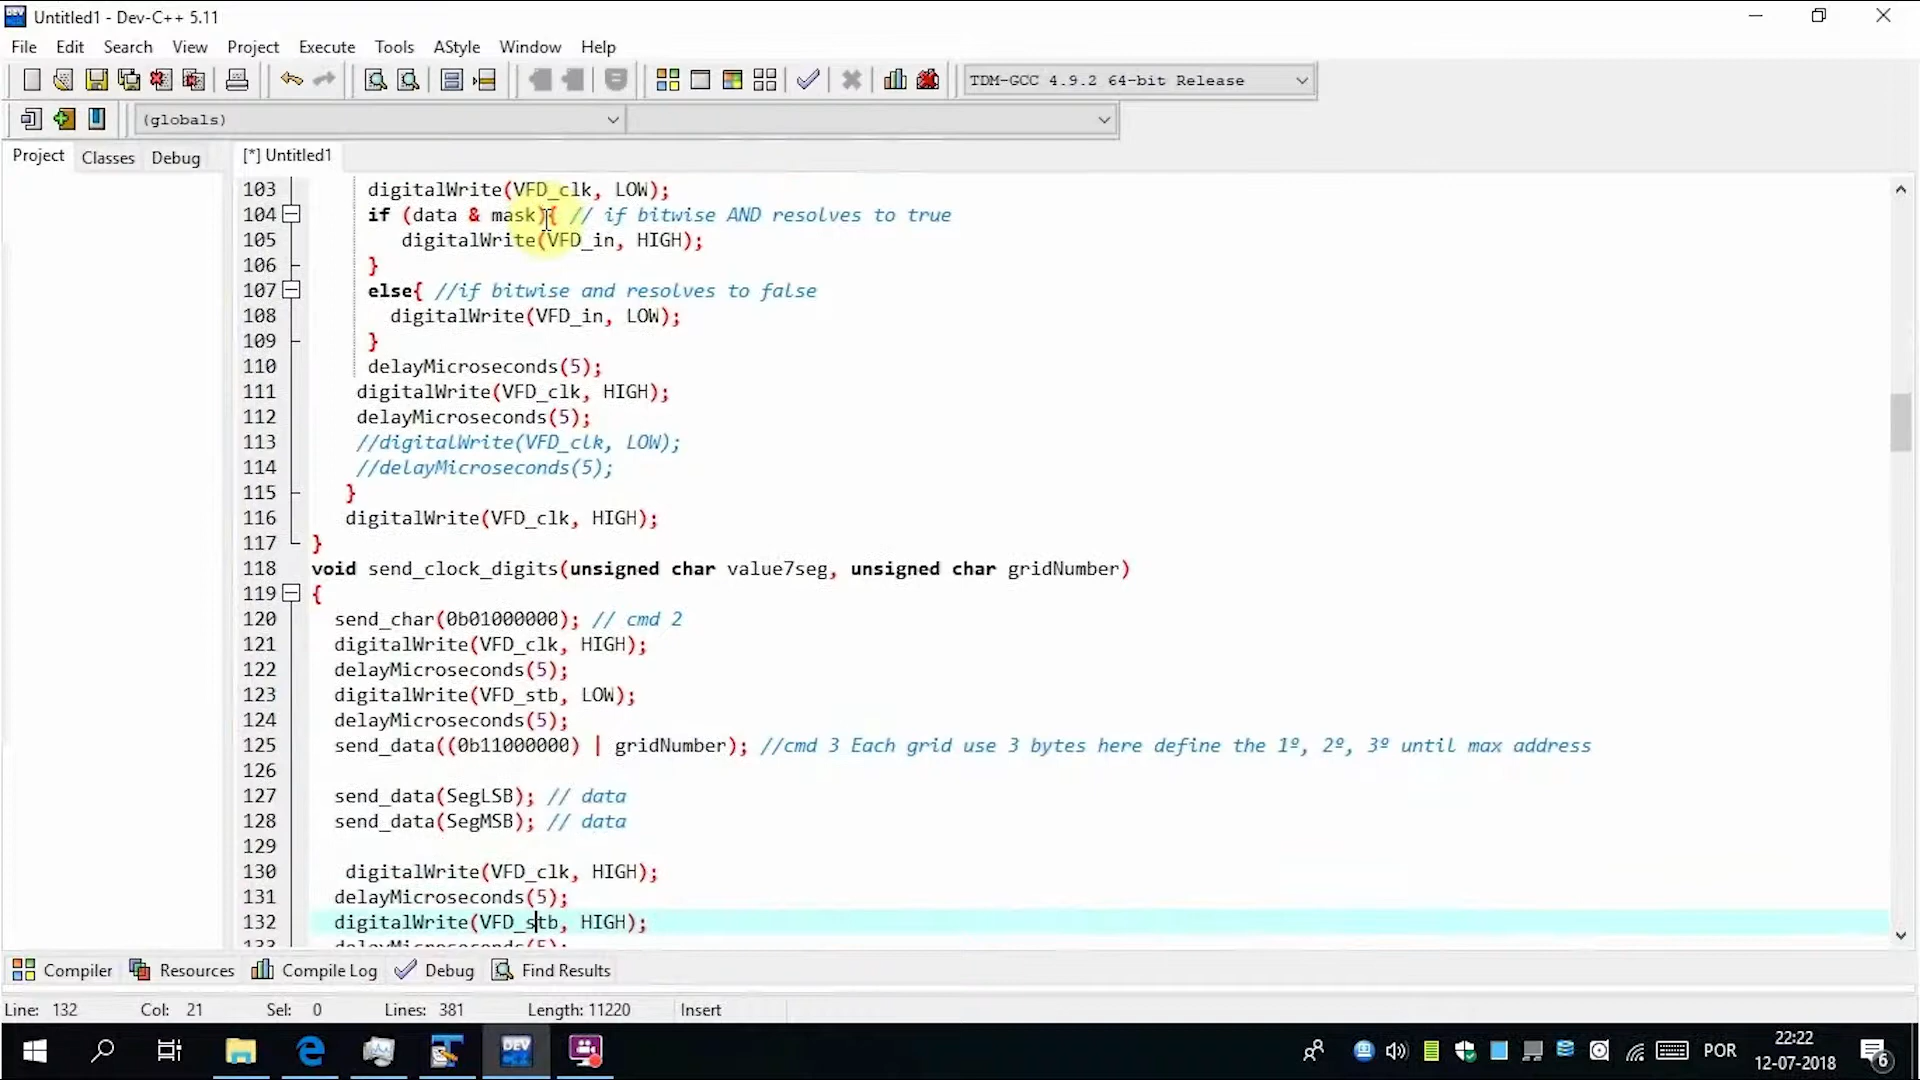 Untitled1 - Dev-C++ 5.11
File Edit Search View Project Execute Tools AStyle Window Help
TDM-GCC 4.9.2 64-bit Release
(globals)
Project Classes Debug [*] Untitled1
103 digitalWrite(VFD_clk, LOW);
104 if (data & mask){ // if bitwise AND resolves to true
105 digitalWrite(VFD_in, HIGH);
106 }
107 else{ //if bitwise and resolves to false
108 digitalWrite(VFD_in, LOW);
109 }
110 delayMicroseconds(5);
111 digitalWrite(VFD_clk, HIGH);
112 delayMicroseconds(5);
113 //digitalWrite(VFD_clk, LOW);
114 //delayMicroseconds(5);
115 }
116 digitalWrite(VFD_clk, HIGH);
117 }
118 void send_clock_digits(unsigned char value7seg, unsigned char gridNumber)
119 {
120 send_char(0b01000000); // cmd 2
121 digitalWrite(VFD_clk, HIGH);
122 delayMicroseconds(5);
123 digitalWrite(VFD_stb, LOW);
124 delayMicroseconds(5);
125 send_data((0b11000000) | gridNumber); //cmd 3 Each grid use 3 bytes here define the 1º, 2º, 3º until max address
126
127 send_data(SegLSB); // data
128 send_data(SegMSB); // data
129
130 digitalWrite(VFD_clk, HIGH);
131 delayMicroseconds(5);
132 digitalWrite(VFD_stb, HIGH);
133 delayMicroseconds(5);
Compiler Resources Compile Log Debug Find Results
Line: 132 Col: 21 Sel: 0 Lines: 381 Length: 11220 Insert
DEV
POR
22:22
12-07-2018
6